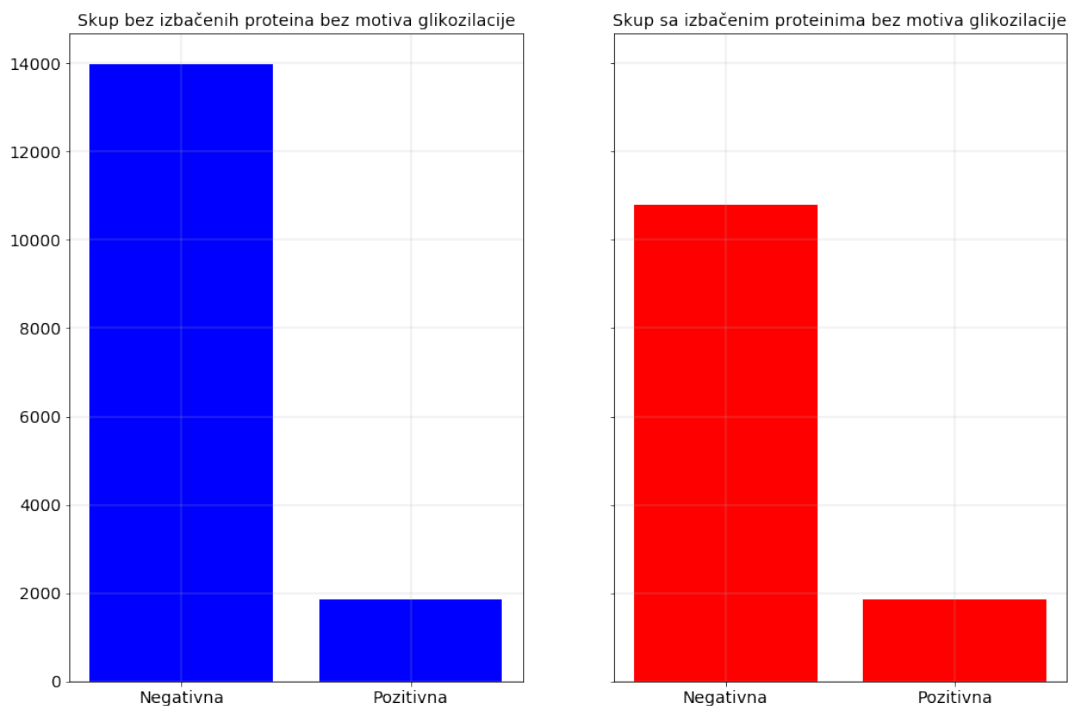 Skup bez izbačenih proteina bez motiva glikozilacije
Skup sa izbačenim proteinima bez motiva glikozilacije
14000
12000
10000
8000
6000
4000
2000
0
Negativna
Pozitivna
Negativna
Pozitivna